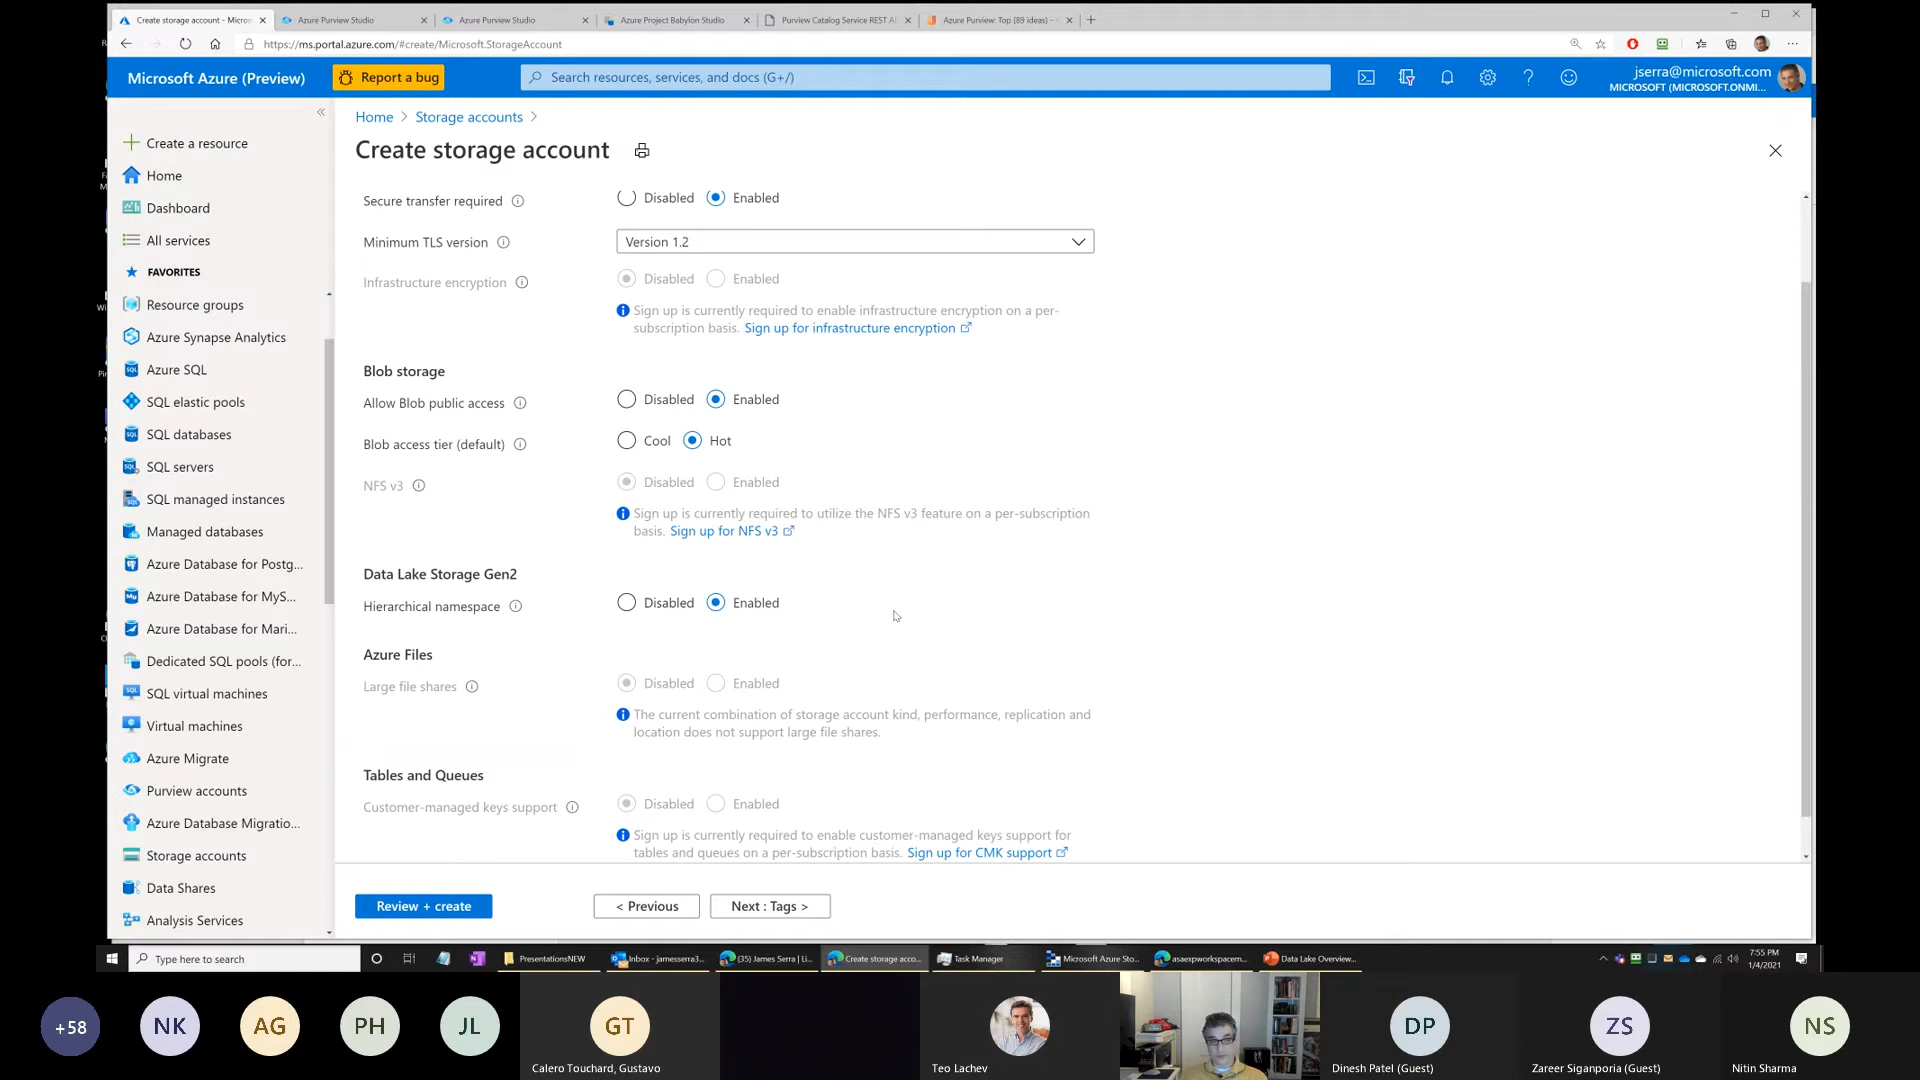 Create storage account - Micros
Azure Purview Studio
Azure Purview Studio
Azure Project Babylon Studio
Purview Catalog Service REST A
Azure Purview: Top (89 ideas) –
https://ms.portal.azure.com/#create/Microsoft.StorageAccount
Microsoft Azure (Preview)
Report a bug
Search resources, services, and docs (G+/)
jserra@microsoft.com
MICROSOFT (MICROSOFT.ONMI...
Create a resource
Home
Dashboard
All services
FAVORITES
Resource groups
Azure Synapse Analytics
Azure SQL
SQL elastic pools
SQL databases
SQL servers
SQL managed instances
Managed databases
Azure Database for Postg...
Azure Database for MyS...
Azure Database for Mari...
Dedicated SQL pools (for...
SQL virtual machines
Virtual machines
Azure Migrate
Purview accounts
Azure Database Migratio...
Storage accounts
Data Shares
Analysis Services
Home > Storage accounts >
Create storage account
Secure transfer required
Disabled Enabled
Minimum TLS version
Version 1.2
Infrastructure encryption
Disabled Enabled
Sign up is currently required to enable infrastructure encryption on a per-
subscription basis. Sign up for infrastructure encryption
Blob storage
Allow Blob public access
Disabled Enabled
Blob access tier (default)
Cool Hot
NFS v3
Disabled Enabled
Sign up is currently required to utilize the NFS v3 feature on a per-subscription
basis. Sign up for NFS v3
Data Lake Storage Gen2
Hierarchical namespace
Disabled Enabled
Azure Files
Large file shares
Disabled Enabled
The current combination of storage account kind, performance, replication and
location does not support large file shares.
Tables and Queues
Customer-managed keys support
Disabled Enabled
Sign up is currently required to enable customer-managed keys support for
tables and queues on a per-subscription basis. Sign up for CMK support
Review + create
< Previous
Next : Tags >
Type here to search
PresentationsNEW
Inbox - jamesserra3...
(35) James Serra | Li...
Create storage acco...
Task Manager
Microsoft Azure Sto...
asaexpworkspacem...
Data Lake Overview...
7:55 PM
1/4/2021
+58
NK
AG
PH
JL
GT
Calero Touchard, Gustavo
Teo Lachev
DP
Dinesh Patel (Guest)
ZS
Zareer Siganporia (Guest)
NS
Nitin Sharma